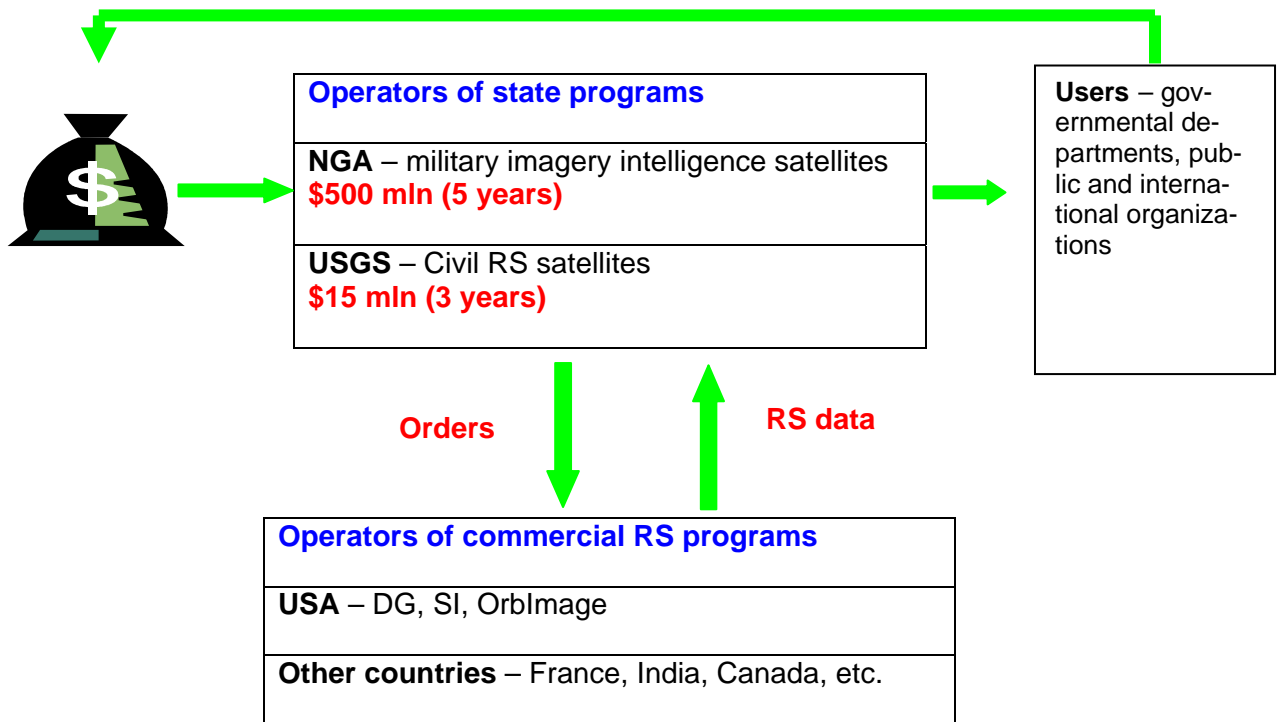 $
Operators of state programs
NGA – military imagery intelligence satellites
$500 mln (5 years)
USGS – Civil RS satellites
$15 mln (3 years)
Users – gov-
ernmental de-
partments, pub-
lic and interna-
tional organiza-
tions
Orders
RS data
Operators of commercial RS programs
USA – DG, SI, OrbImage
Other countries – France, India, Canada, etc.